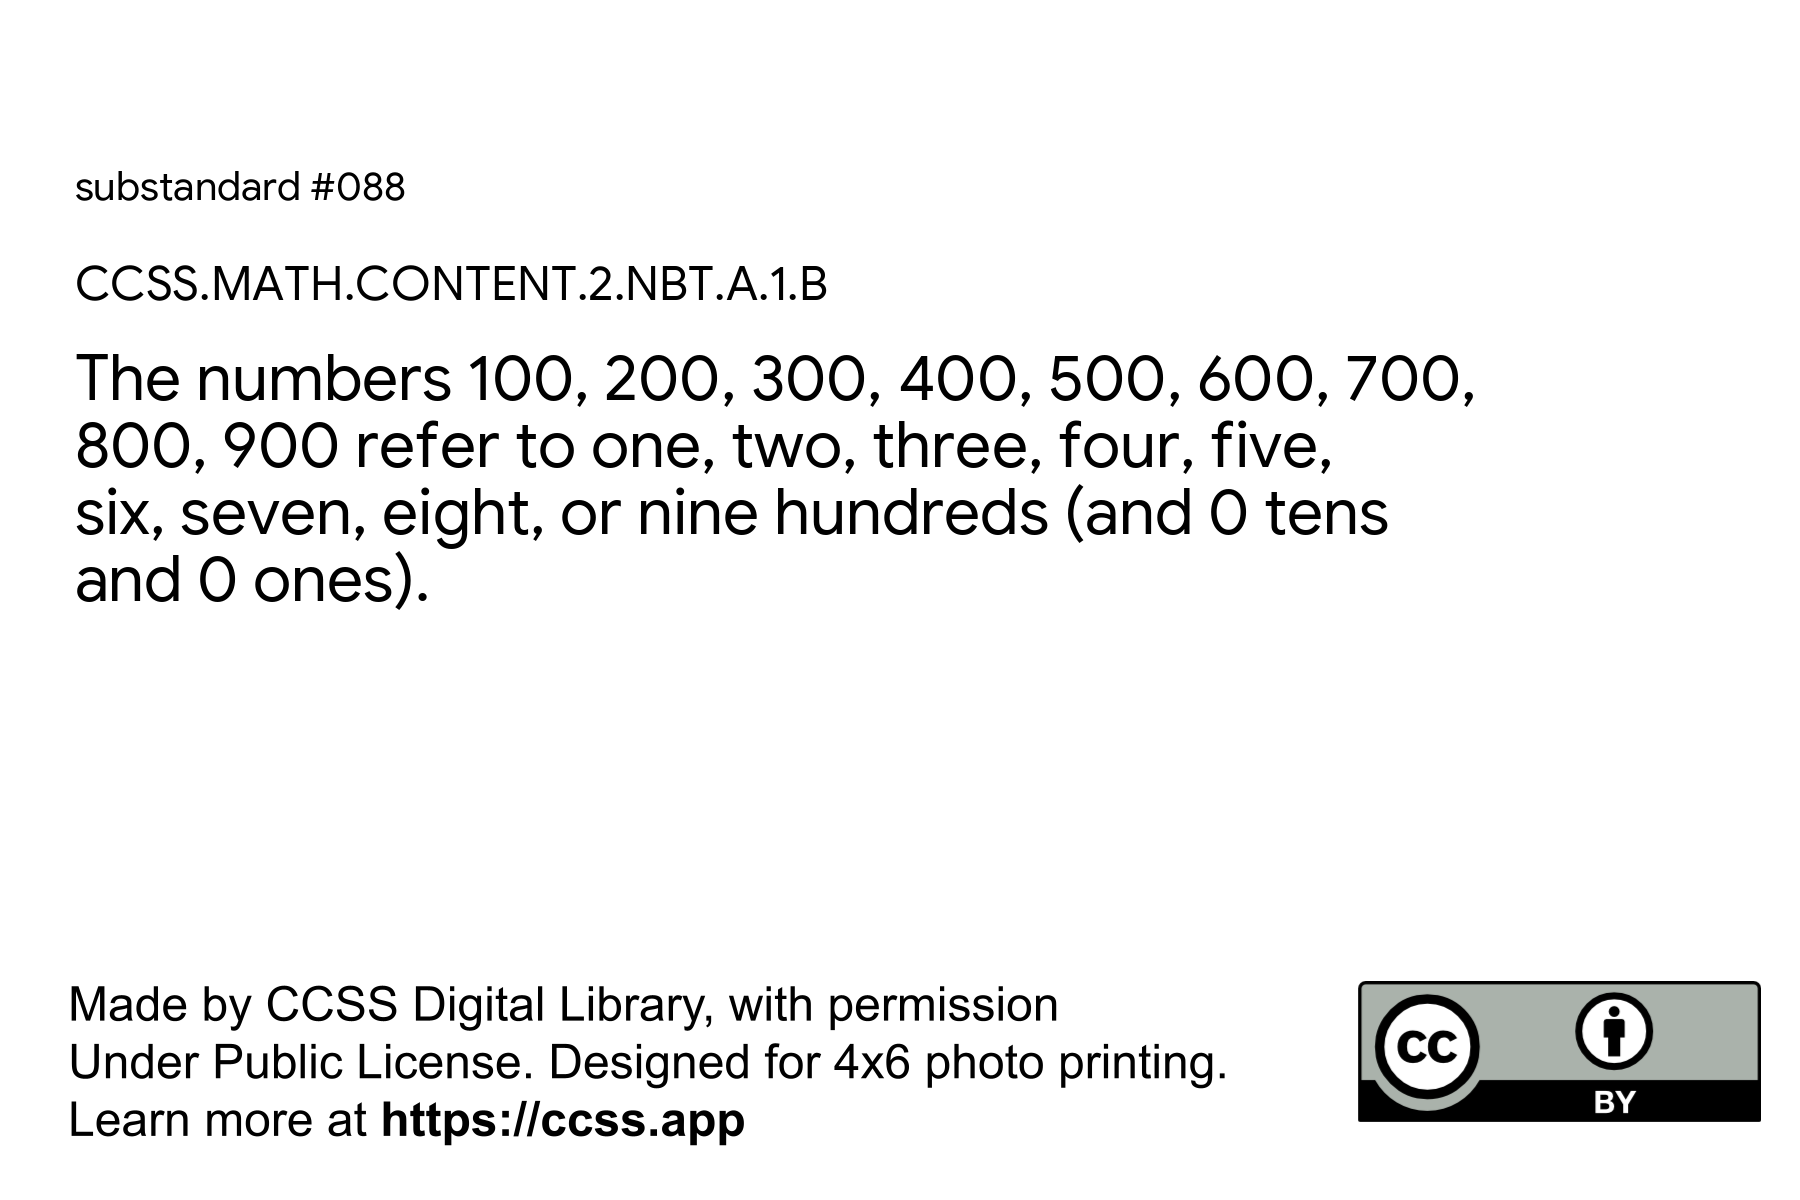 substandard #088
CCSS.MATH.CONTENT.2.NBT.A.1.B
The numbers 100, 200, 300, 400, 500, 600, 700,
800, 900 refer to one, two, three, four, five,
six, seven, eight, or nine hundreds (and 0 tens
and 0 ones).
Made by CCSS Digital Library, with permission
Under Public License. Designed for 4x6 photo printing.
Learn more at https://ccss.app
CC
BY